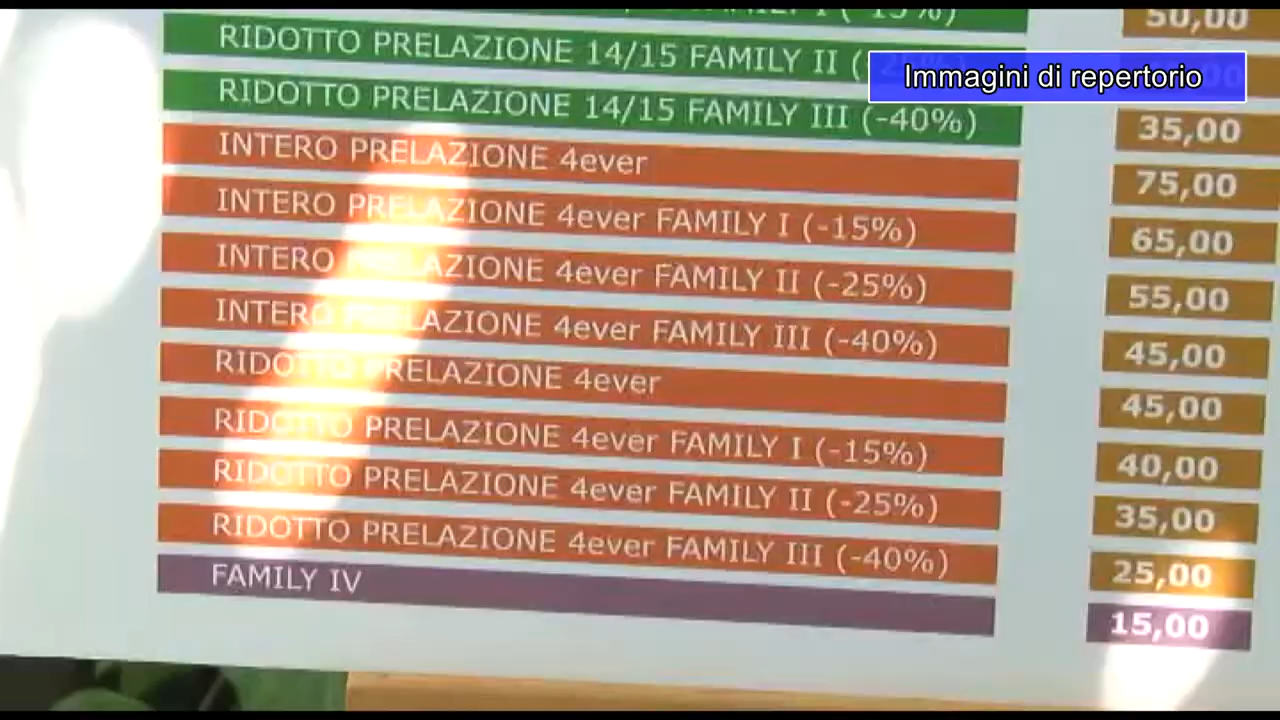 FAMILY I (-15%) 50,00
RIDOTTO PRELAZIONE 14/15 FAMILY II
Immagini di repertorio
RIDOTTO PRELAZIONE 14/15 FAMILY III (-40%) 35,00
INTERO PRELAZIONE 4ever 75,00
INTERO PRELAZIONE 4ever FAMILY I (-15%) 65,00
INTERO PRELAZIONE 4ever FAMILY II (-25%) 55,00
INTERO PRELAZIONE 4ever FAMILY III (-40%) 45,00
RIDOTTO PRELAZIONE 4ever 45,00
RIDOTTO PRELAZIONE 4ever FAMILY I (-15%) 40,00
RIDOTTO PRELAZIONE 4ever FAMILY II (-25%) 35,00
RIDOTTO PRELAZIONE 4ever FAMILY III (-40%) 25,00
FAMILY IV 15,00